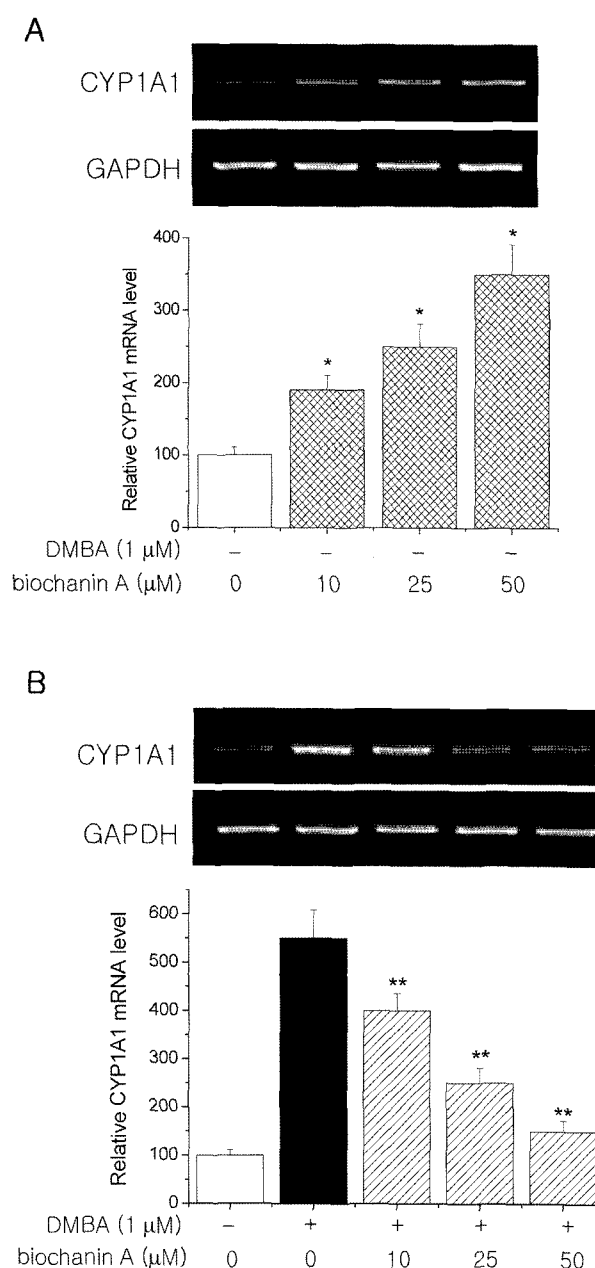 A
CYP1A1
GAPDH
Relative CYP1A1 mRNA level
400
300
200
100
0
*
*
*
DMBA (1 μM) – – – –
biochanin A (μM) 0 10 25 50
B
CYP1A1
GAPDH
Relative CYP1A1 mRNA level
600
500
400
300
200
100
0
**
**
**
DMBA (1 μM) – + + + +
biochanin A (μM) 0 0 10 25 50